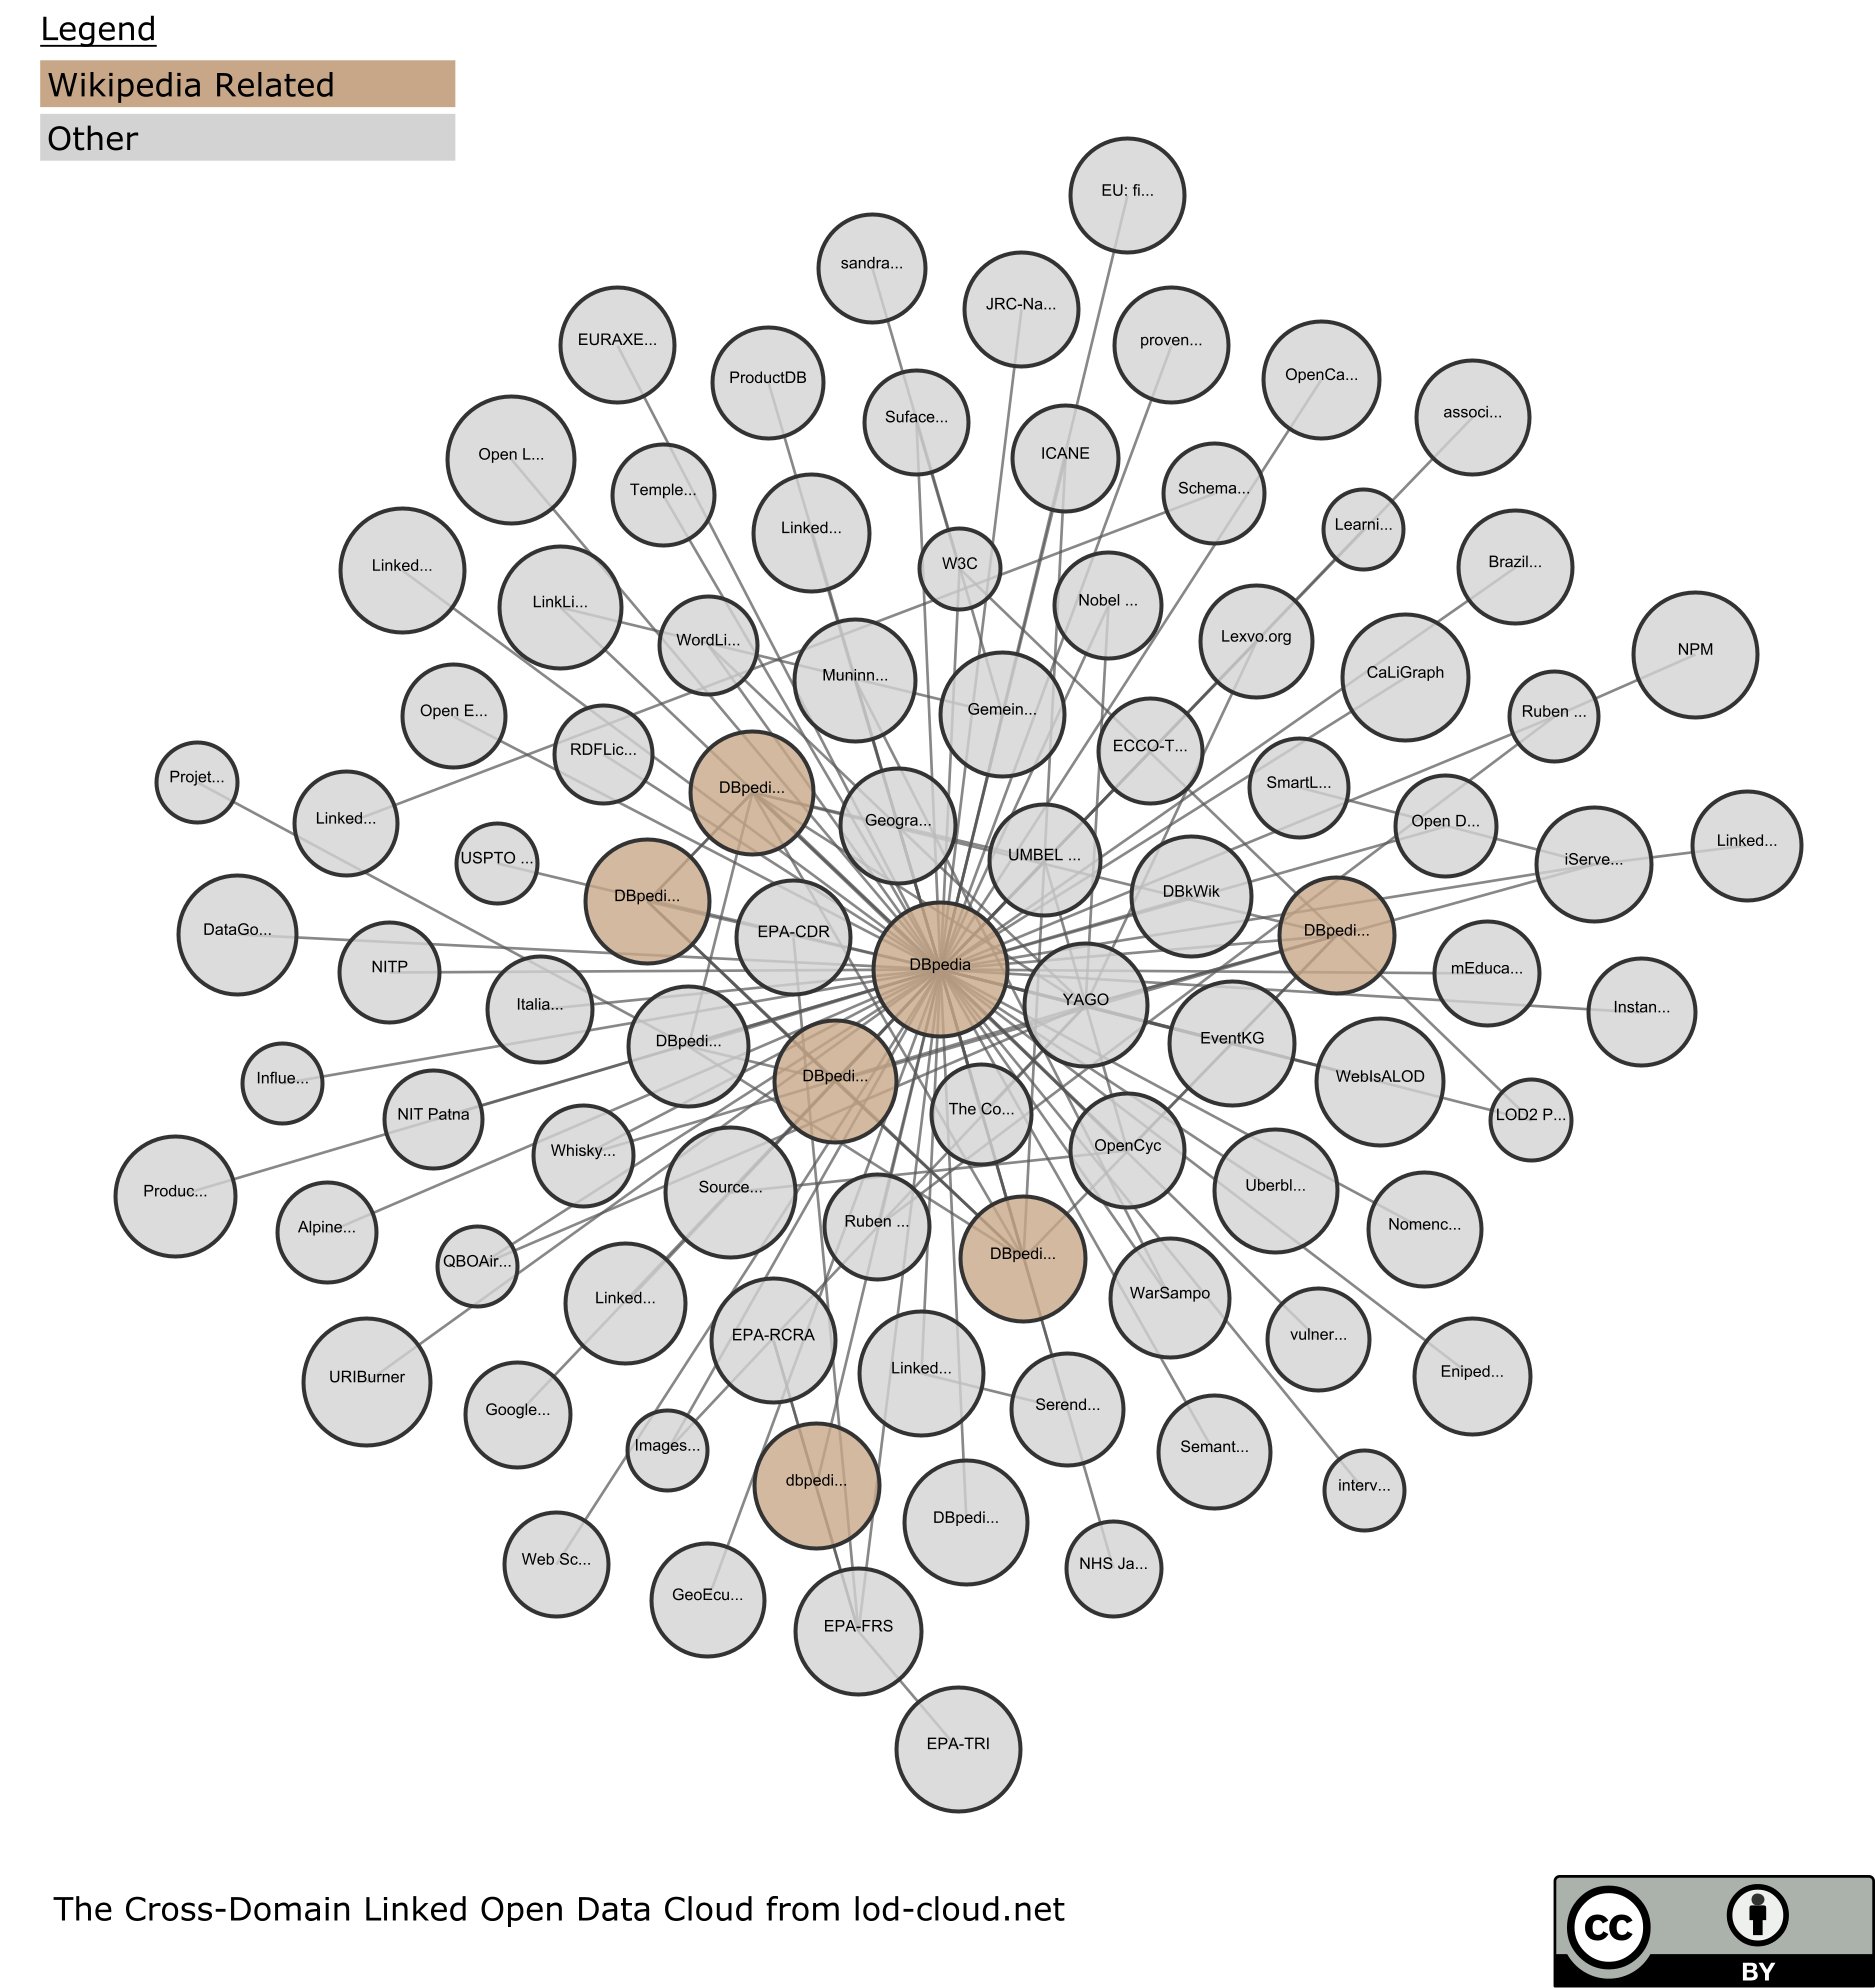 Legend
Wikipedia Related
Other
EU: fi...
sandra...
JRC-Na...
EURAXE...
proven...
ProductDB
OpenCa...
associ...
Suface...
ICANE
Open L...
Temple...
Schema...
Linked...
Learni...
W3C
Linked...
Brazil...
LinkLi...
Nobel ...
WordLi...
Lexvo.org
NPM
Muninn...
CaLiGraph
Gemein...
Open E...
Ruben ...
RDFLic...
ECCO-T...
Projet...
DBpedi...
SmartL...
Linked...
Geogra...
Open D...
Linked...
USPTO ...
UMBEL ...
iServe...
DBpedi...
DBkWik
DataGo...
EPA-CDR
DBpedi...
NITP
DBpedia
mEduca...
Italia...
YAGO
Instan...
DBpedi...
EventKG
Influe...
DBpedi...
WebIsALOD
NIT Patna
The Co...
LOD2 P...
Whisky...
OpenCyc
Produc...
Source...
Uberbl...
Alpine...
Ruben ...
Nomenc...
QBOAir...
DBpedi...
Linked...
WarSampo
URIBurner
EPA-RCRA
vulner...
Linked...
Eniped...
Google...
Serend...
Images...
Semant...
dbpedi...
interv...
DBpedi...
Web Sc...
NHS Ja...
GeoEcu...
EPA-FRS
EPA-TRI
The Cross-Domain Linked Open Data Cloud from lod-cloud.net
cc
BY